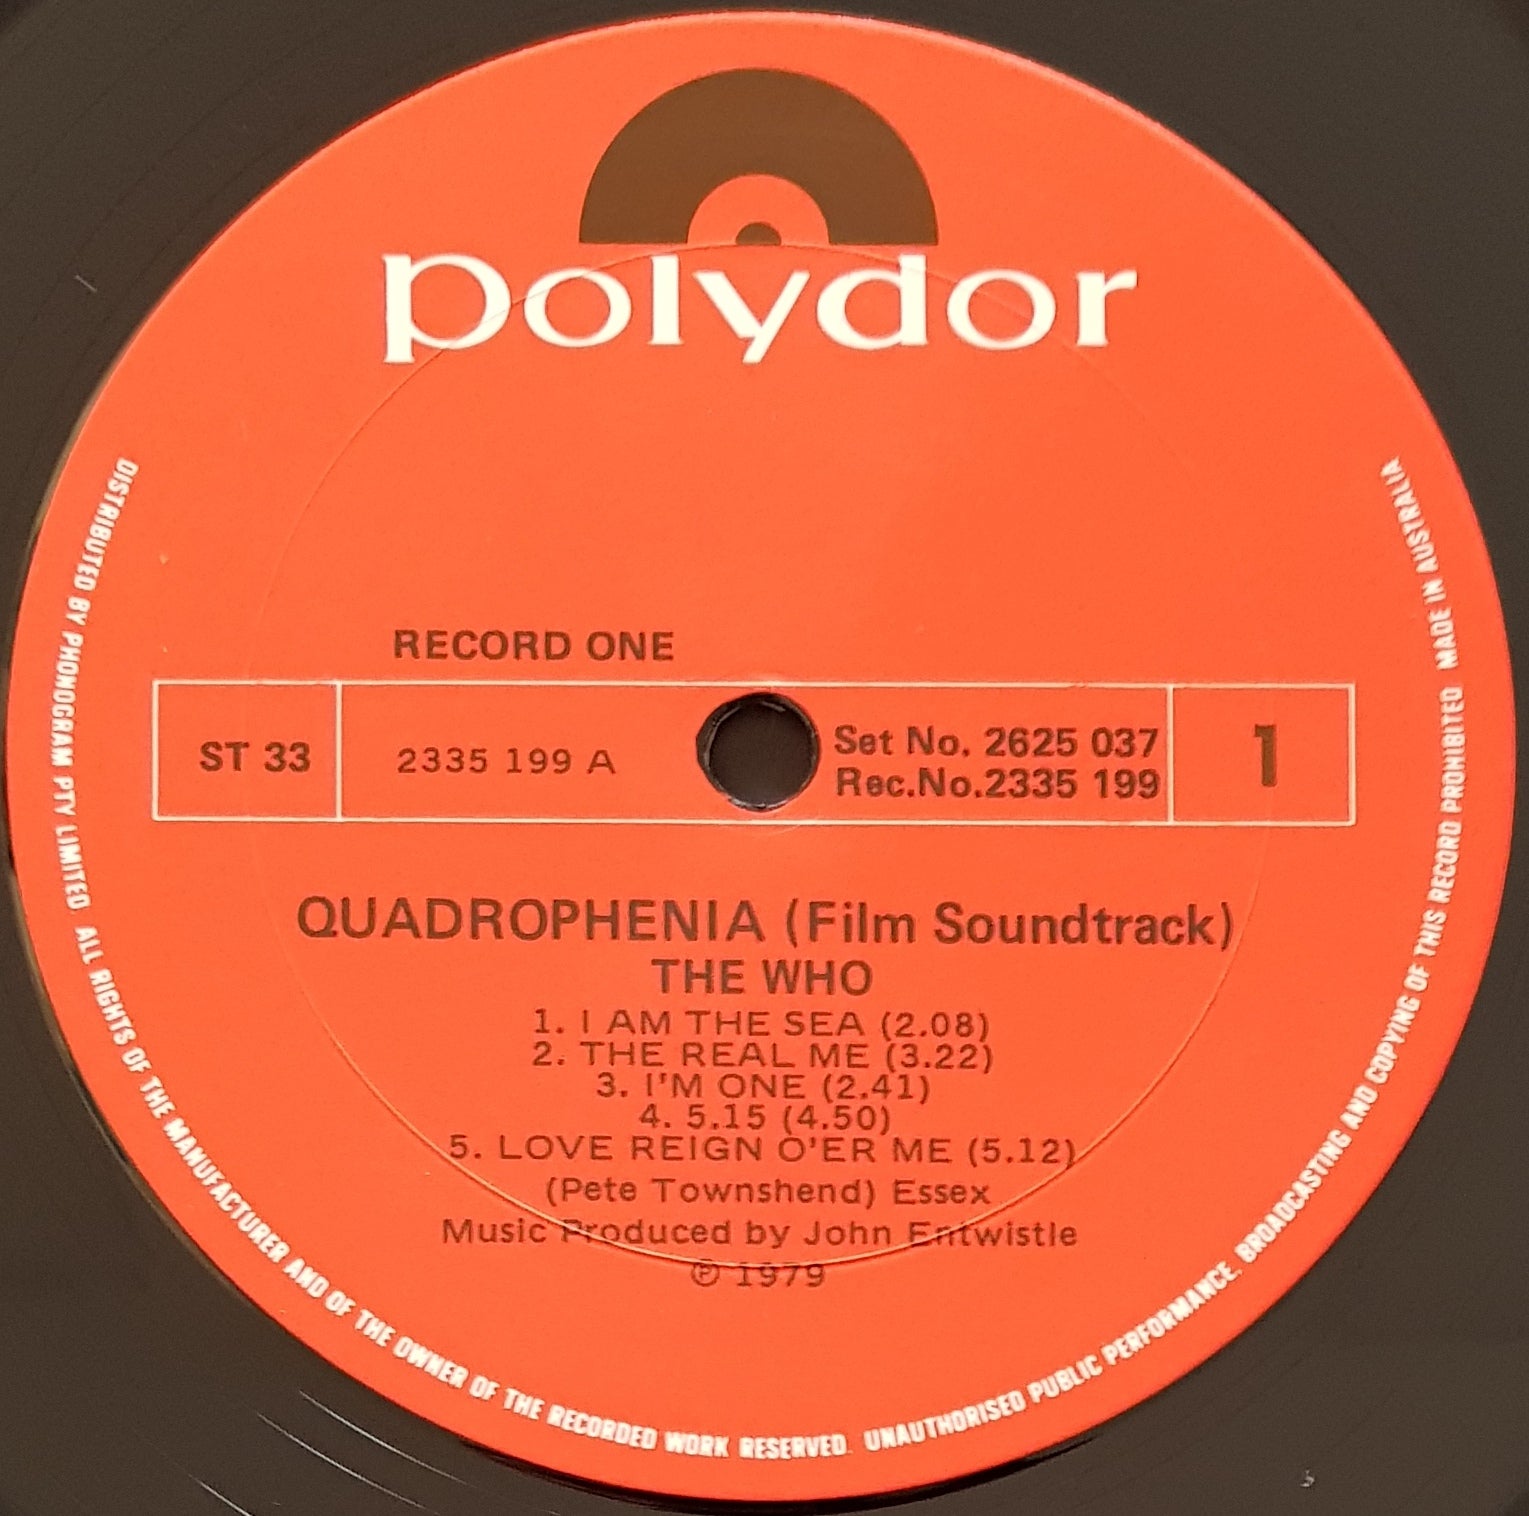 polydor
RECORD ONE
ST 33
2335 199 A
Set No. 2625 037
Rec.No.2335 199
1
QUADROPHENIA (Film Soundtrack)
THE WHO
1. I AM THE SEA (2.08)
2. THE REAL ME (3.22)
3. I'M ONE (2.41)
4. 5.15 (4.50)
5. LOVE REIGN O'ER ME (5.12)
(Pete Townshend) Essex
Music Produced by John Entwistle
℗ 1979
DISTRIBUTED BY PHONOGRAM PTY LIMITED. ALL RIGHTS OF THE MANUFACTURER AND OF THE OWNER OF THE RECORDED WORK RESERVED. UNAUTHORISED PUBLIC PERFORMANCE. BROADCASTING AND COPYING OF THIS RECORD PROHIBITED MADE IN AUSTRALIA